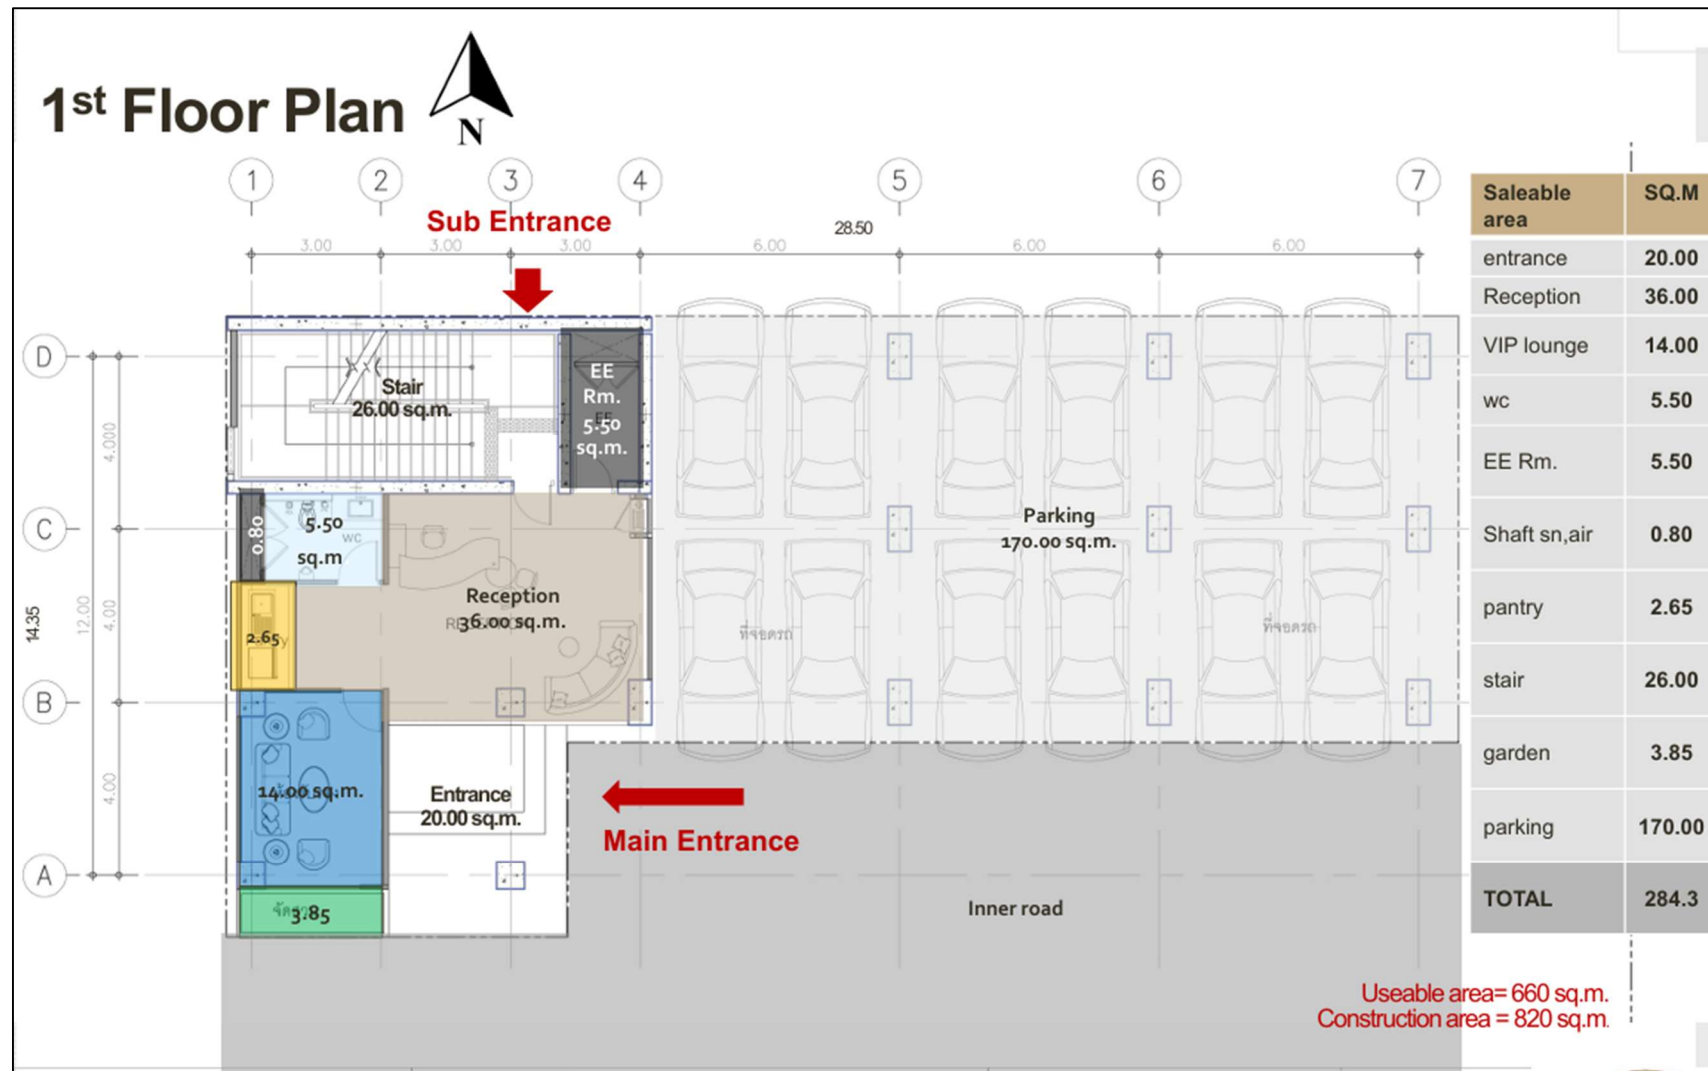 1st Floor Plan
N
1 2 3 4 5 6 7
Sub Entrance
28.50
3.00 3.00 3.00 6.00 6.00 6.00
D
C
B
A
4.000
4.00
4.00
12.00
14.35
Stair
26.00 sq.m.
EE
Rm.
5.50
sq.m.
0.80
5.50
sq.m
WC
Reception
36.00 sq.m.
2.65
14.00 sq.m.
3.85
Entrance
20.00 sq.m.
Main Entrance
Parking
170.00 sq.m.
ที่จอดรถ
ที่จอดรถ
Inner road
Saleable area SQ.M
entrance 20.00
Reception 36.00
VIP lounge 14.00
wc 5.50
EE Rm. 5.50
Shaft sn,air 0.80
pantry 2.65
stair 26.00
garden 3.85
parking 170.00
TOTAL 284.3
Useable area= 660 sq.m.
Construction area = 820 sq.m.